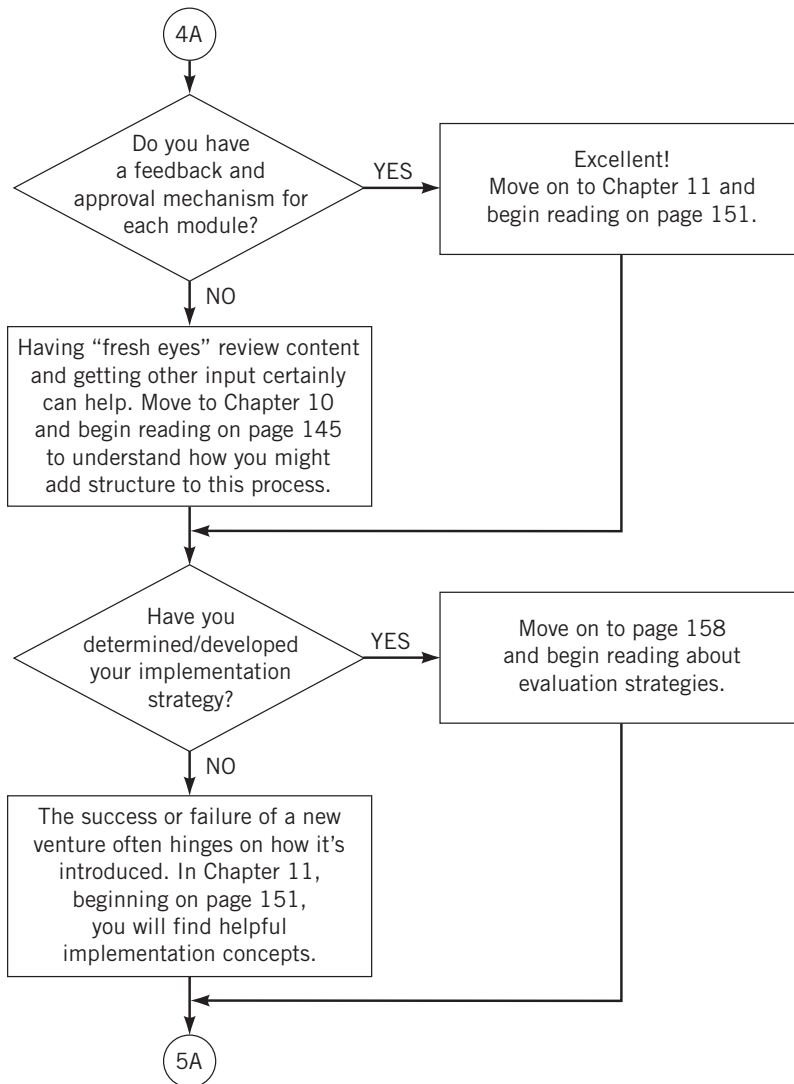 4A
Do you have
a feedback and
approval mechanism for
each module?
YES
Excellent!
Move on to Chapter 11 and
begin reading on page 151.
NO
Having “fresh eyes” review content
and getting other input certainly
can help. Move to Chapter 10
and begin reading on page 145
to understand how you might
add structure to this process.
Have you
determined/developed
your implementation
strategy?
YES
Move on to page 158
and begin reading about
evaluation strategies.
NO
The success or failure of a new
venture often hinges on how it’s
introduced. In Chapter 11,
beginning on page 151,
you will find helpful
implementation concepts.
5A